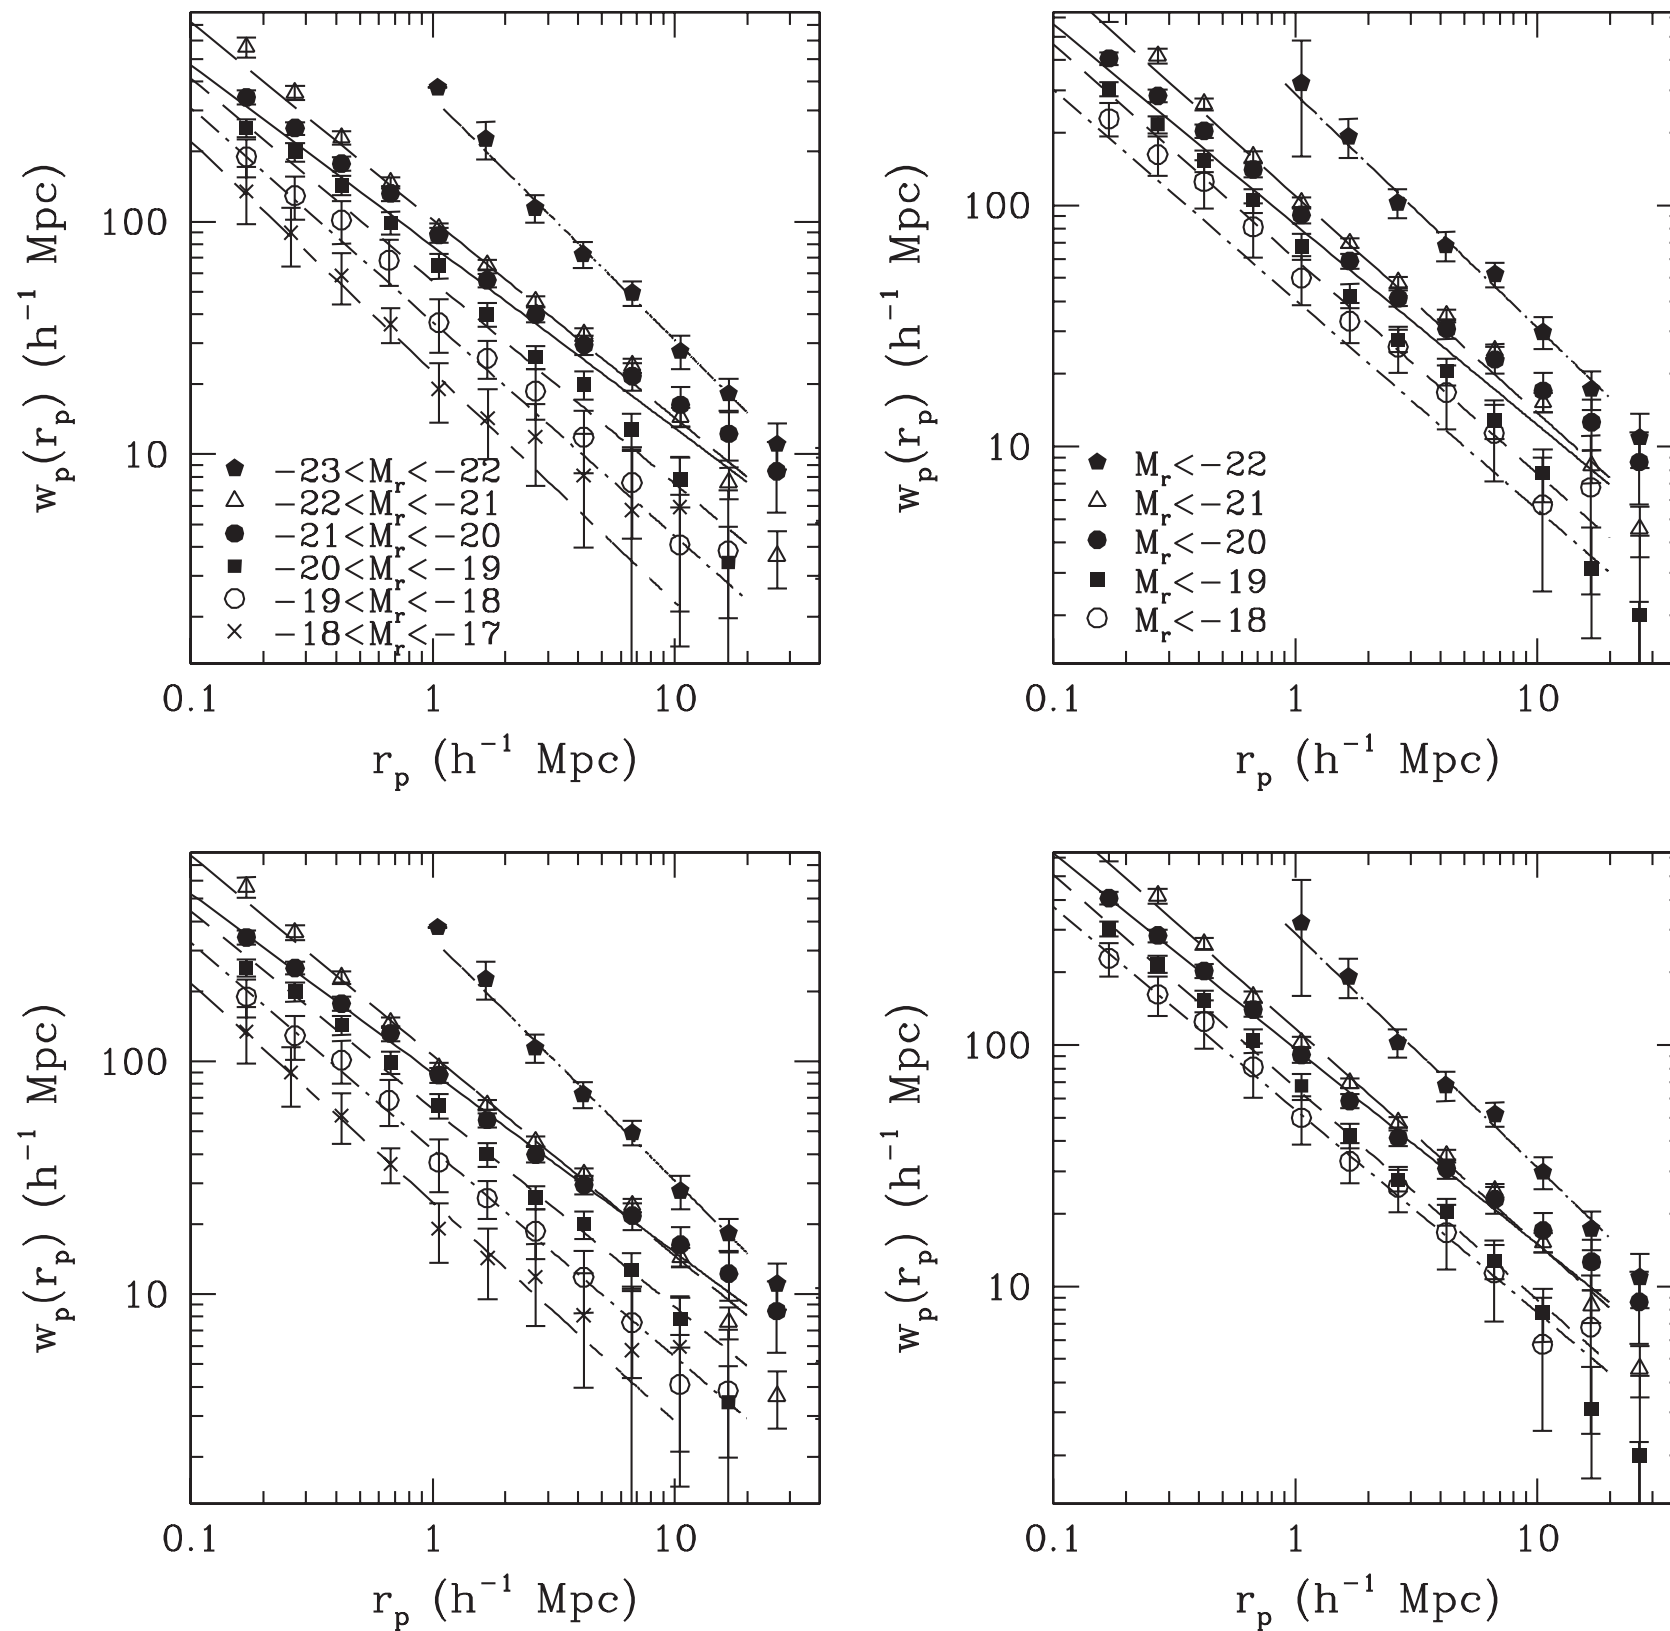 100
10
w_p(r_p) (h^-1 Mpc)
-23<M_r<-22
-22<M_r<-21
-21<M_r<-20
-20<M_r<-19
-19<M_r<-18
-18<M_r<-17
0.1 1 10
r_p (h^-1 Mpc)
100
10
w_p(r_p) (h^-1 Mpc)
M_r<-22
M_r<-21
M_r<-20
M_r<-19
M_r<-18
0.1 1 10
r_p (h^-1 Mpc)
100
10
w_p(r_p) (h^-1 Mpc)
0.1 1 10
r_p (h^-1 Mpc)
100
10
w_p(r_p) (h^-1 Mpc)
0.1 1 10
r_p (h^-1 Mpc)